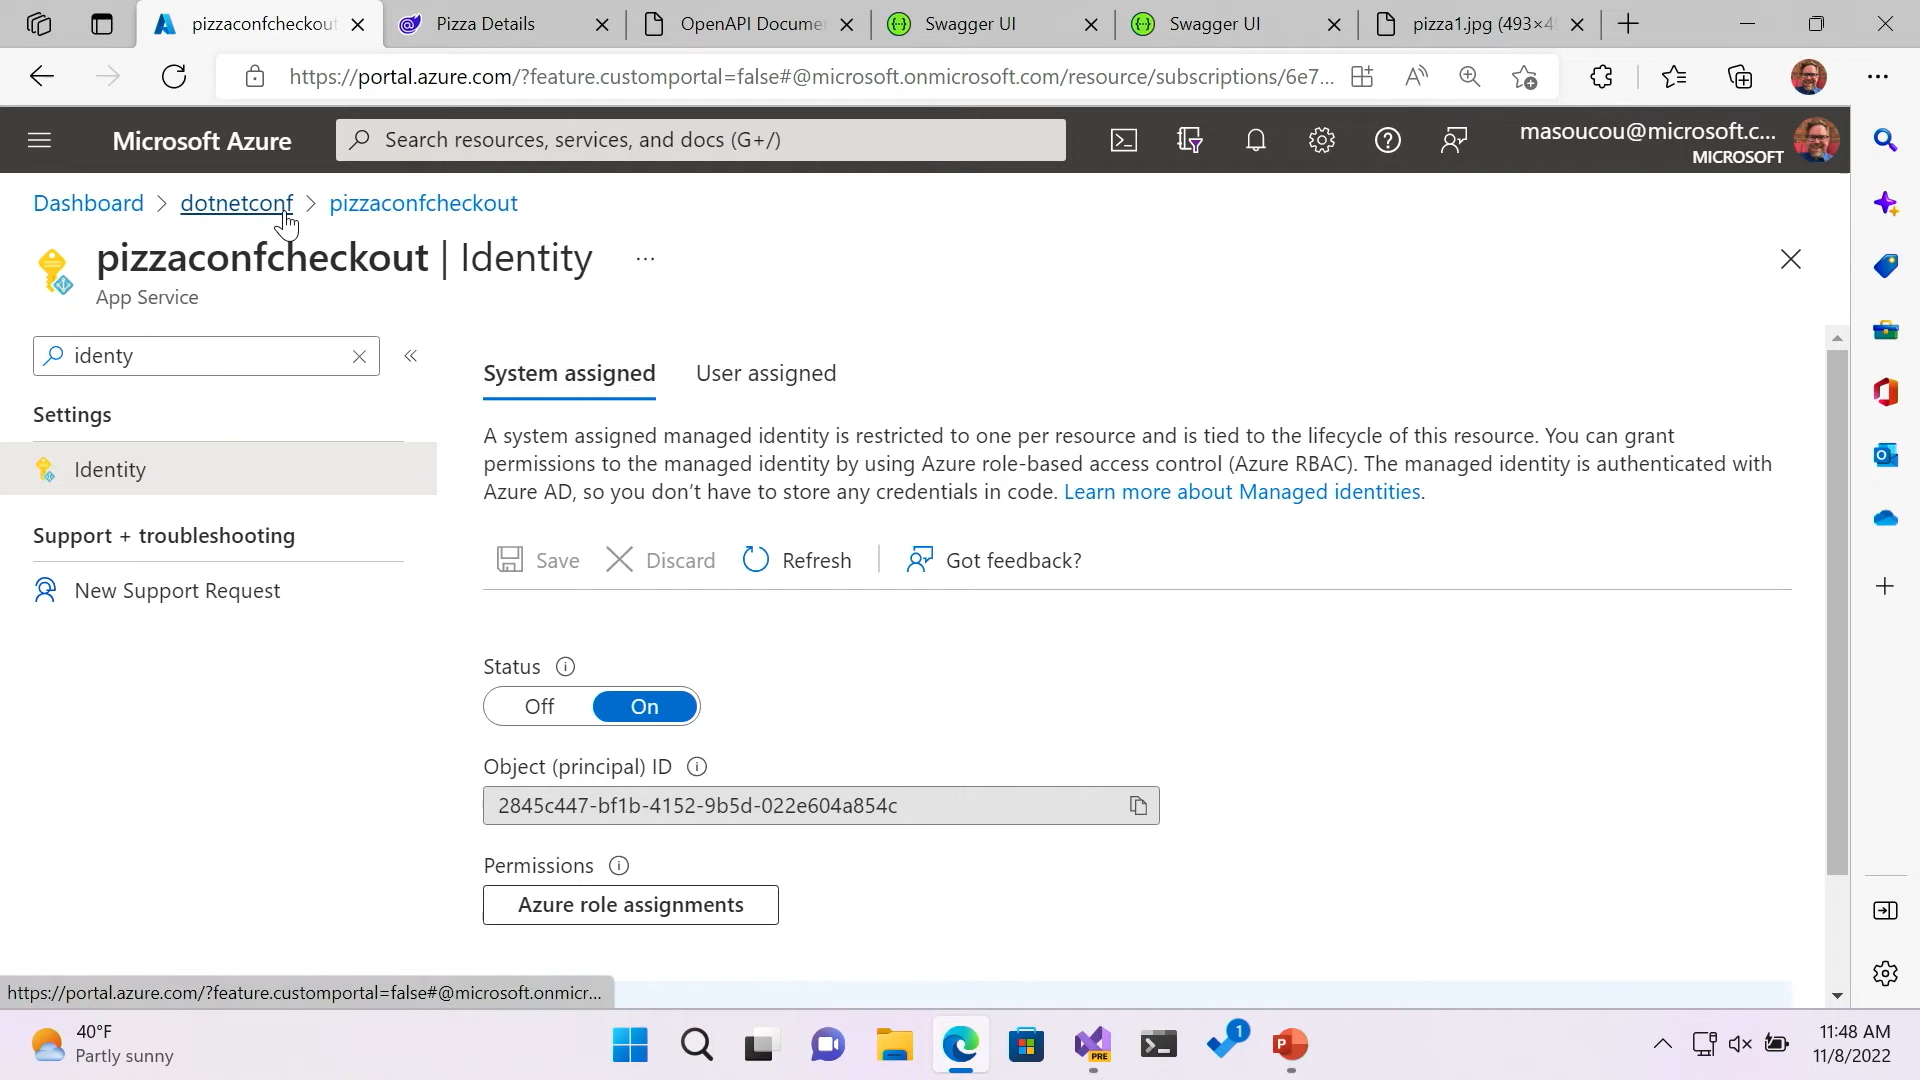 pizzaconfcheckout
Pizza Details
OpenAPI Docume
Swagger UI
Swagger UI
pizza1.jpg (493×4
https://portal.azure.com/?feature.customportal=false#@microsoft.onmicrosoft.com/resource/subscriptions/6e7...
Microsoft Azure
Search resources, services, and docs (G+/)
masoucou@microsoft.c...
MICROSOFT
Dashboard > dotnetconf > pizzaconfcheckout
pizzaconfcheckout | Identity ...
App Service
identy
Settings
Identity
Support + troubleshooting
New Support Request
System assigned
User assigned
A system assigned managed identity is restricted to one per resource and is tied to the lifecycle of this resource. You can grant
permissions to the managed identity by using Azure role-based access control (Azure RBAC). The managed identity is authenticated with
Azure AD, so you don't have to store any credentials in code. Learn more about Managed identities.
Save
Discard
Refresh
Got feedback?
Status
Off
On
Object (principal) ID
2845c447-bf1b-4152-9b5d-022e604a854c
Permissions
Azure role assignments
https://portal.azure.com/?feature.customportal=false#@microsoft.onmicr...
40°F
Partly sunny
PRE
1
11:48 AM
11/8/2022